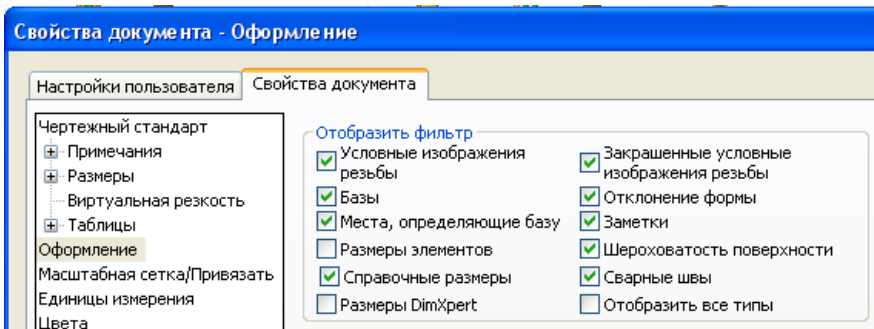 Свойства документа - Оформление
Настройки пользователя
Свойства документа
Чертежный стандарт
Примечания
Размеры
Виртуальная резкость
Таблицы
Оформление
Масштабная сетка/Привязать
Единицы измерения
Цвета
Отобразить фильтр
Условные изображения
резьбы
Базы
Места, определяющие базу
Размеры элементов
Справочные размеры
Размеры DimXpert
Закрашенные условные
изображения резьбы
Отклонение формы
Заметки
Шероховатость поверхности
Сварные швы
Отобразить все типы